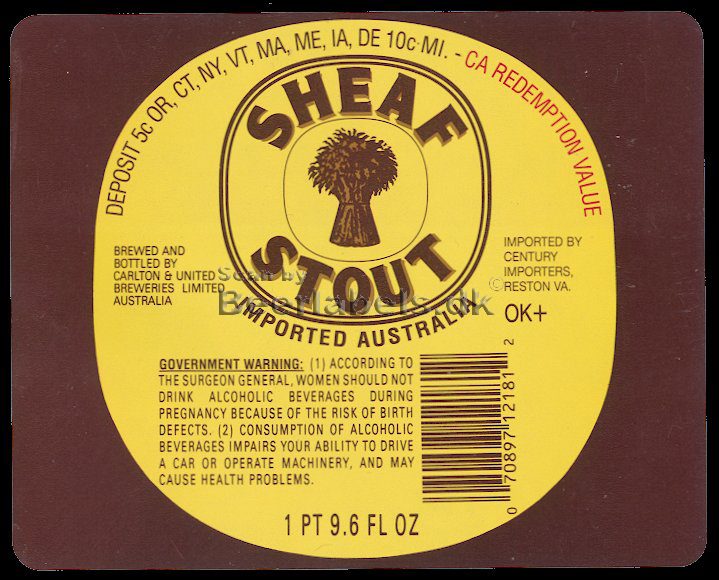 DEPOSIT 5c OR, CT, NY, VT, MA, ME, IA, DE 10c MI. - CA REDEMPTION VALUE
SHEAF
STOUT
IMPORTED AUSTRALIA
BREWED AND
BOTTLED BY
CARLTON & UNITED
BREWERIES LIMITED
AUSTRALIA
IMPORTED BY
CENTURY
IMPORTERS,
RESTON VA.
OK+
Scan by
©
Beerlabels.dk
GOVERNMENT WARNING: (1) ACCORDING TO
THE SURGEON GENERAL, WOMEN SHOULD NOT
DRINK ALCOHOLIC BEVERAGES DURING
PREGNANCY BECAUSE OF THE RISK OF BIRTH
DEFECTS. (2) CONSUMPTION OF ALCOHOLIC
BEVERAGES IMPAIRS YOUR ABILITY TO DRIVE
A CAR OR OPERATE MACHINERY, AND MAY
CAUSE HEALTH PROBLEMS.
0 70897 12181 2
1 PT 9.6 FL OZ